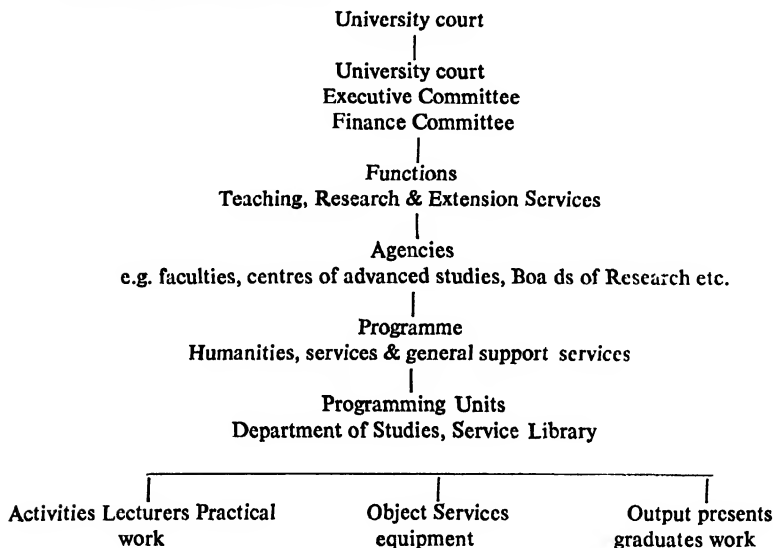 University court
University court
Executive Committee
Finance Committee
Functions
Teaching, Research & Extension Services
Agencies
e.g. faculties, centres of advanced studies, Boa ds of Research etc.
Programme
Humanities, services & general support services
Programming Units
Department of Studies, Service Library
Activities Lecturers Practical
work
Object Services
equipment
Output presents
graduates work